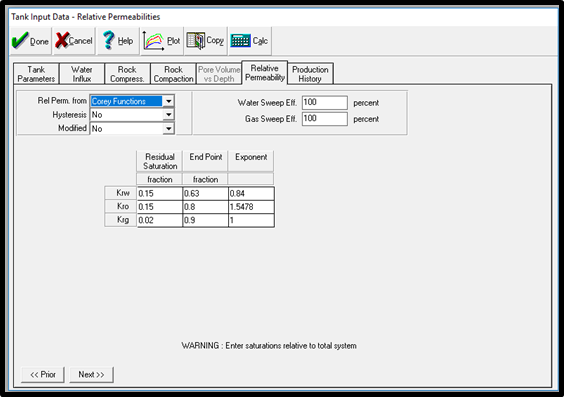 Tank Input Data - Relative Permeabilities
Done Cancel Help Plot Copy Calc
Tank Parameters Water Influx Rock Compress. Rock Compaction Pore Volume vs Depth Relative Permeability Production History
Rel Perm. from Corey Functions
Hysteresis No
Modified No
Water Sweep Eff. 100 percent
Gas Sweep Eff. 100 percent
Residual Saturation End Point Exponent
fraction fraction
Krw 0.15 0.63 0.84
Kro 0.15 0.8 1.5478
Krg 0.02 0.9 1
WARNING : Enter saturations relative to total system
<< Prior Next >>